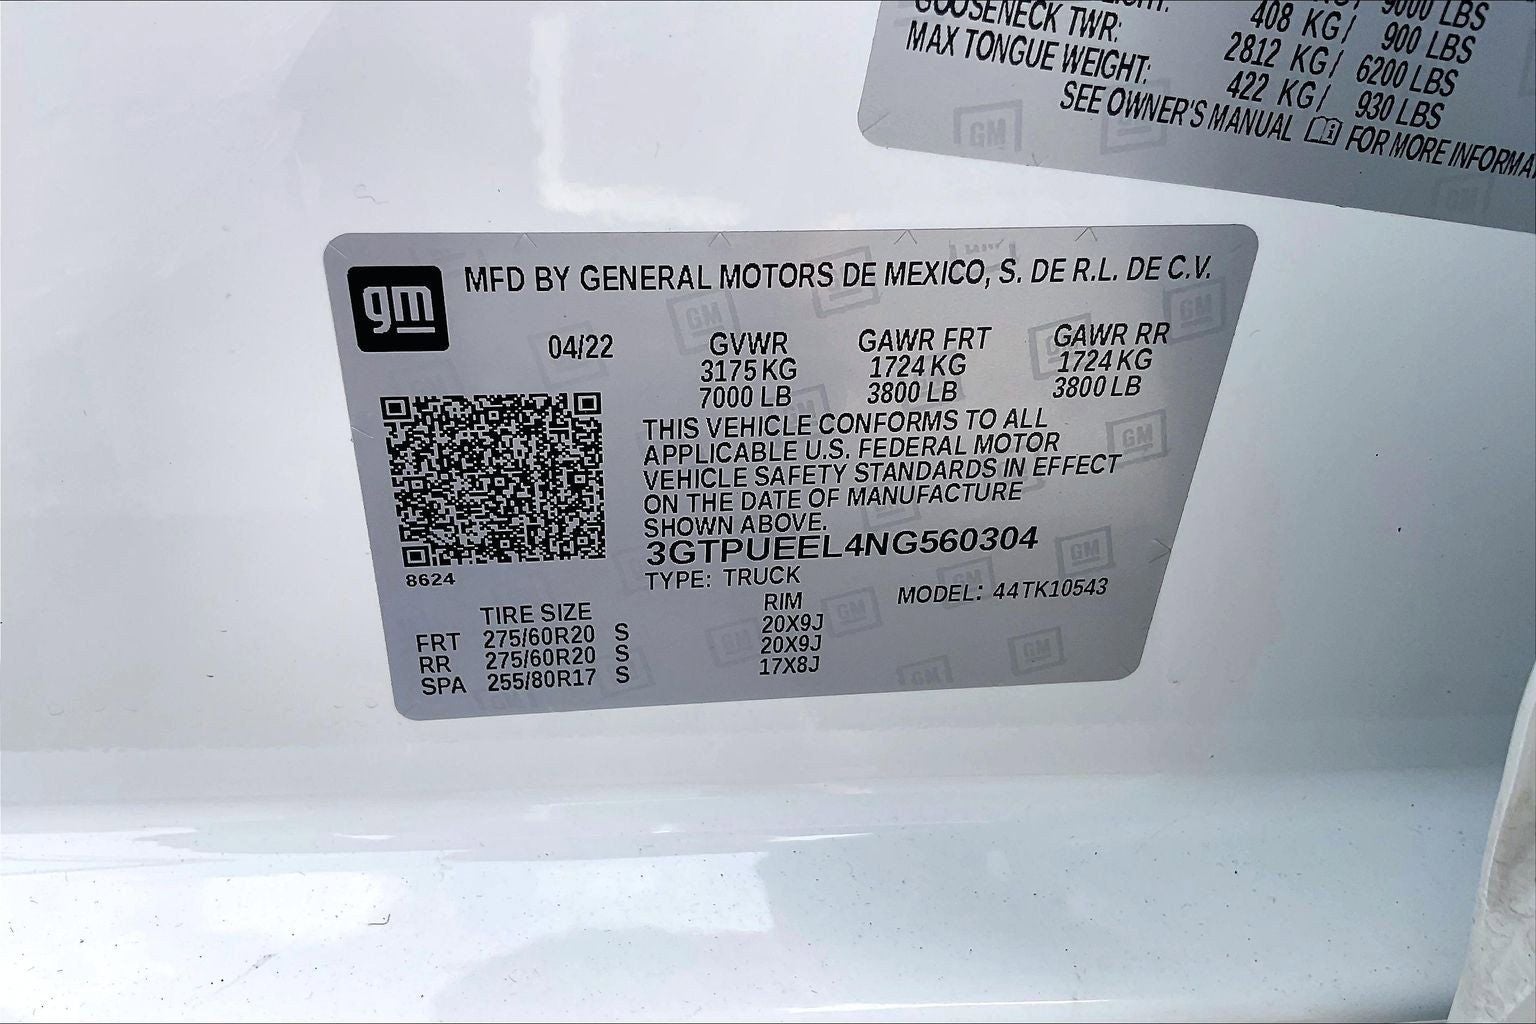 9000 LBS
408 KG/ 900 LBS
GOOSENECK TWR: 2812 KG/ 6200 LBS
MAX TONGUE WEIGHT: 422 KG/ 930 LBS
SEE OWNER'S MANUAL FOR MORE INFORMA
gm
MFD BY GENERAL MOTORS DE MEXICO, S. DE R.L. DE C.V.
04/22 GVWR GAWR FRT GAWR RR
3175 KG 1724 KG 1724 KG
7000 LB 3800 LB 3800 LB
THIS VEHICLE CONFORMS TO ALL
APPLICABLE U.S. FEDERAL MOTOR
VEHICLE SAFETY STANDARDS IN EFFECT
ON THE DATE OF MANUFACTURE
SHOWN ABOVE.
3GTPUEEL4NG560304
8624
TYPE: TRUCK
MODEL: 44TK10543
TIRE SIZE RIM
FRT 275/60R20 S 20X9J
RR 275/60R20 S 20X9J
SPA 255/80R17 S 17X8J